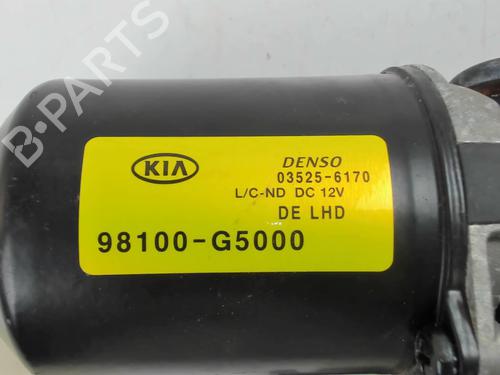 B-PARTS
KIA
DENSO
03525-6170
L/C-ND DC 12V
DE LHD
98100-G5000